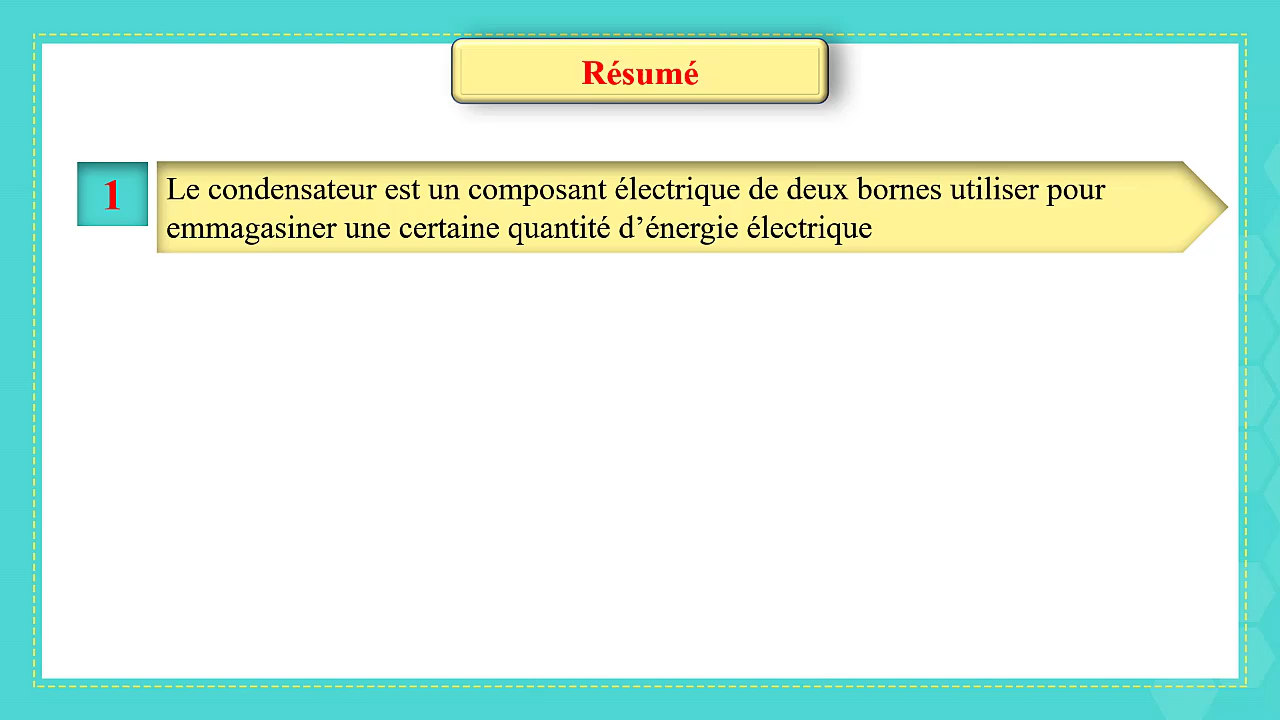 Résumé
1
Le condensateur est un composant électrique de deux bornes utiliser pour
emmagasiner une certaine quantité d’énergie électrique